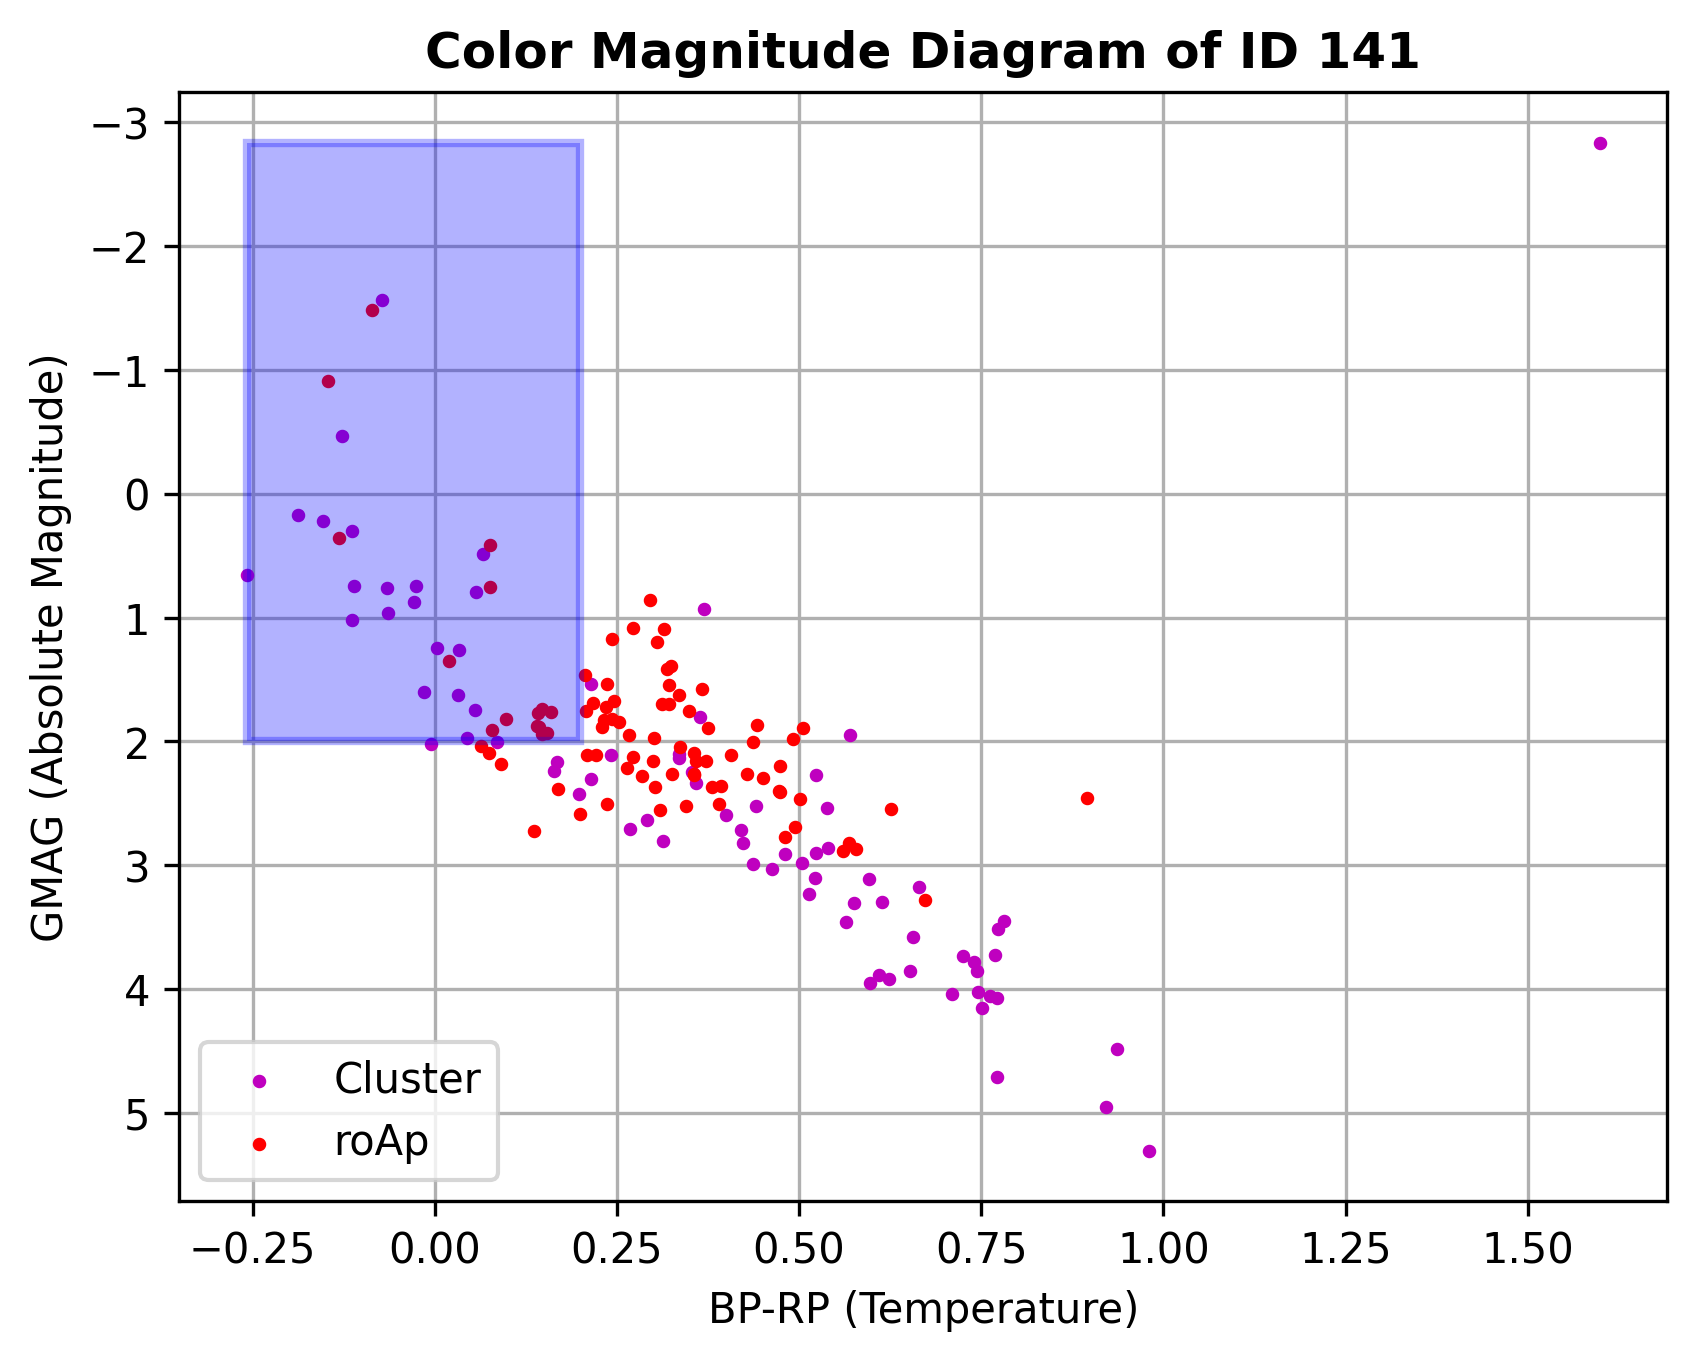 Color Magnitude Diagram of ID 141
GMAG (Absolute Magnitude)
−3
−2
−1
0
1
2
3
4
5
Cluster
roAp
−0.25 0.00 0.25 0.50 0.75 1.00 1.25 1.50
BP-RP (Temperature)